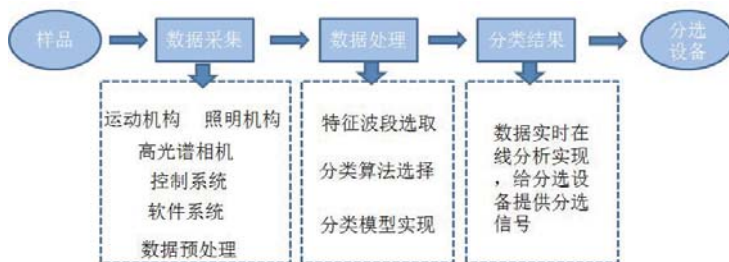 样品
数据采集
数据处理
分类结果
分选
设备
运动机构 照明机构
高光谱相机
控制系统
软件系统
数据预处理
特征波段选取
分类算法选择
分类模型实现
数据实时在
线分析实现
，给分选设
备提供分选
信号